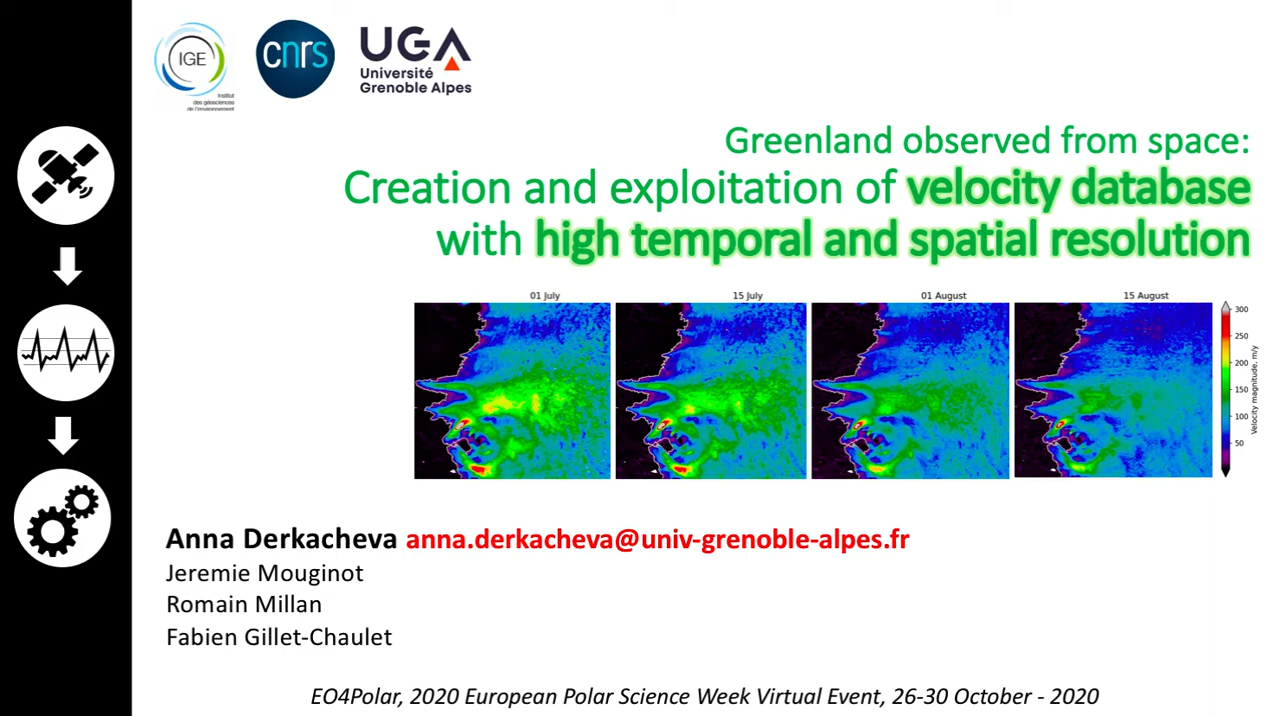 IGE
Institut
des géosciences
de l'environnement
cnrs
UGA
Université
Grenoble Alpes
Greenland observed from space:
Creation and exploitation of velocity database
with high temporal and spatial resolution
01 July
15 July
01 August
15 August
300
250
200
150
100
50
Velocity magnitude, m/y
Anna Derkacheva anna.derkacheva@univ-grenoble-alpes.fr
Jeremie Mouginot
Romain Millan
Fabien Gillet-Chaulet
EO4Polar, 2020 European Polar Science Week Virtual Event, 26-30 October - 2020